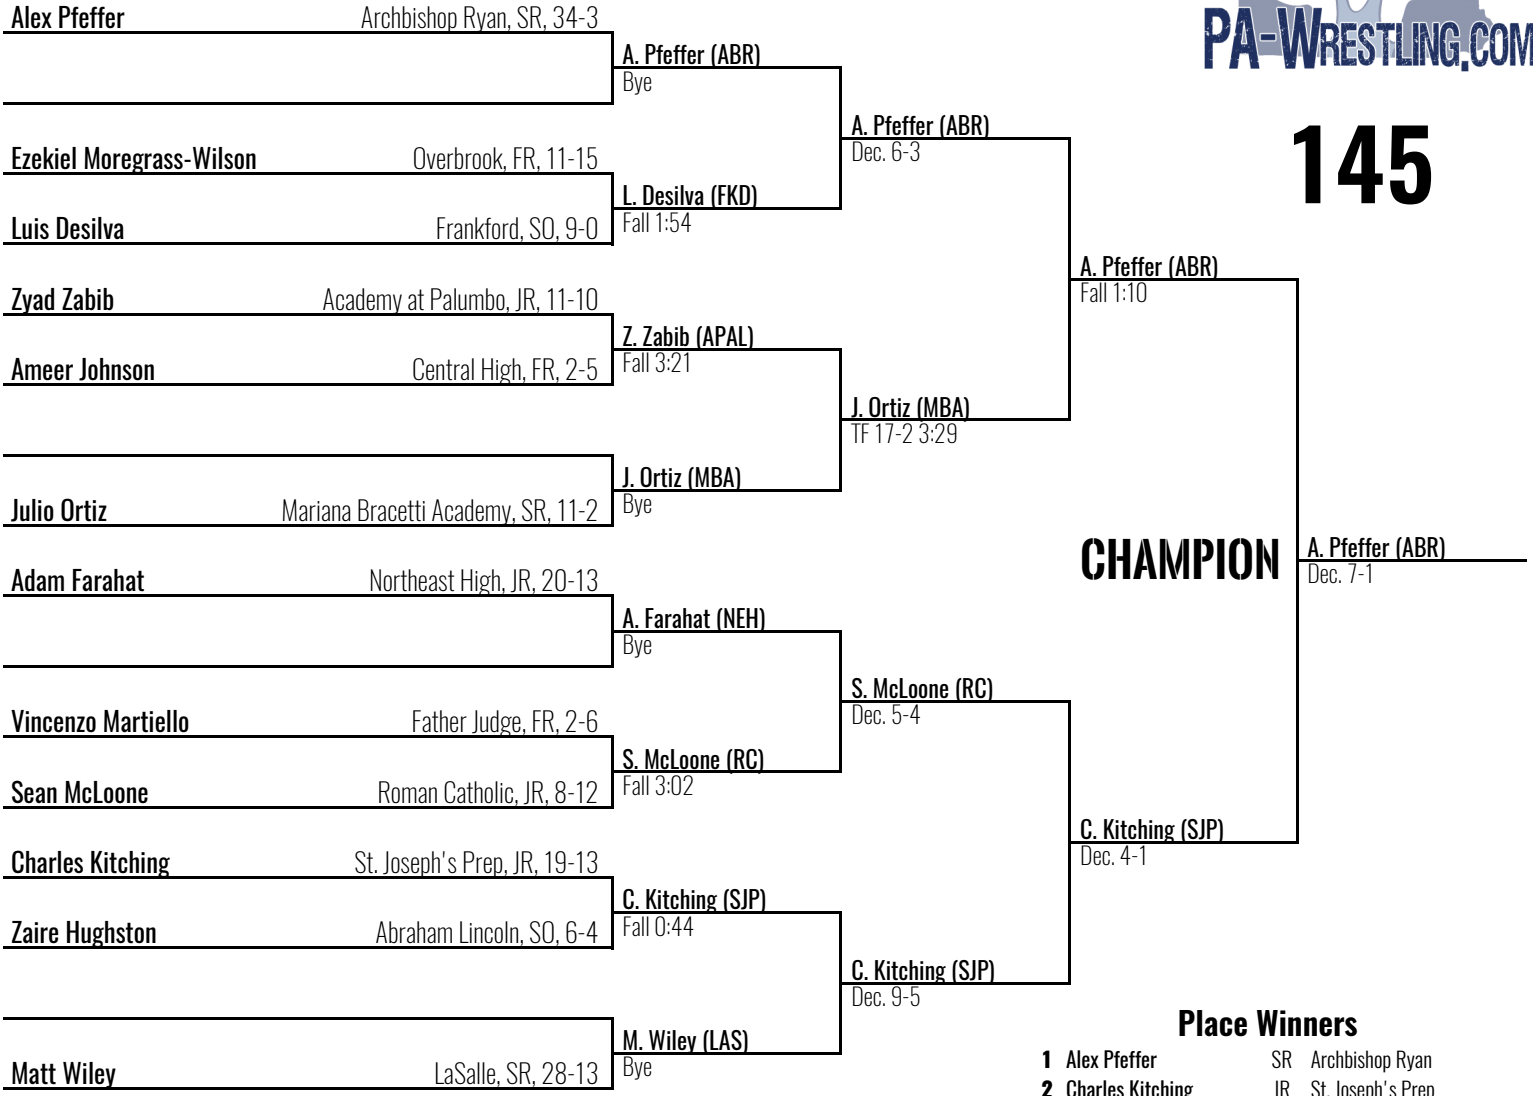 Alex Pfeffer Archbishop Ryan, SR, 34-3
A. Pfeffer (ABR)
Bye
Ezekiel Moregrass-Wilson Overbrook, FR, 11-15
L. Desilva (FKD)
Fall 1:54
Luis Desilva Frankford, SO, 9-0
A. Pfeffer (ABR)
Dec. 6-3
Zyad Zabib Academy at Palumbo, JR, 11-10
Z. Zabib (APAL)
Fall 3:21
Ameer Johnson Central High, FR, 2-5
J. Ortiz (MBA)
TF 17-2 3:29
J. Ortiz (MBA)
Bye
Julio Ortiz Mariana Bracetti Academy, SR, 11-2
A. Pfeffer (ABR)
Fall 1:10
Adam Farahat Northeast High, JR, 20-13
A. Farahat (NEH)
Bye
S. McLoone (RC)
Dec. 5-4
Vincenzo Martiello Father Judge, FR, 2-6
S. McLoone (RC)
Fall 3:02
Sean McLoone Roman Catholic, JR, 8-12
Charles Kitching St. Joseph's Prep, JR, 19-13
C. Kitching (SJP)
Fall 0:44
Zaire Hughston Abraham Lincoln, SO, 6-4
C. Kitching (SJP)
Dec. 9-5
M. Wiley (LAS)
Bye
Matt Wiley LaSalle, SR, 28-13
C. Kitching (SJP)
Dec. 4-1
PA-WRESTLING.COM
145
CHAMPION
A. Pfeffer (ABR)
Dec. 7-1
Place Winners
1 Alex Pfeffer SR Archbishop Ryan
2 Charles Kitching JR St. Joseph's Prep